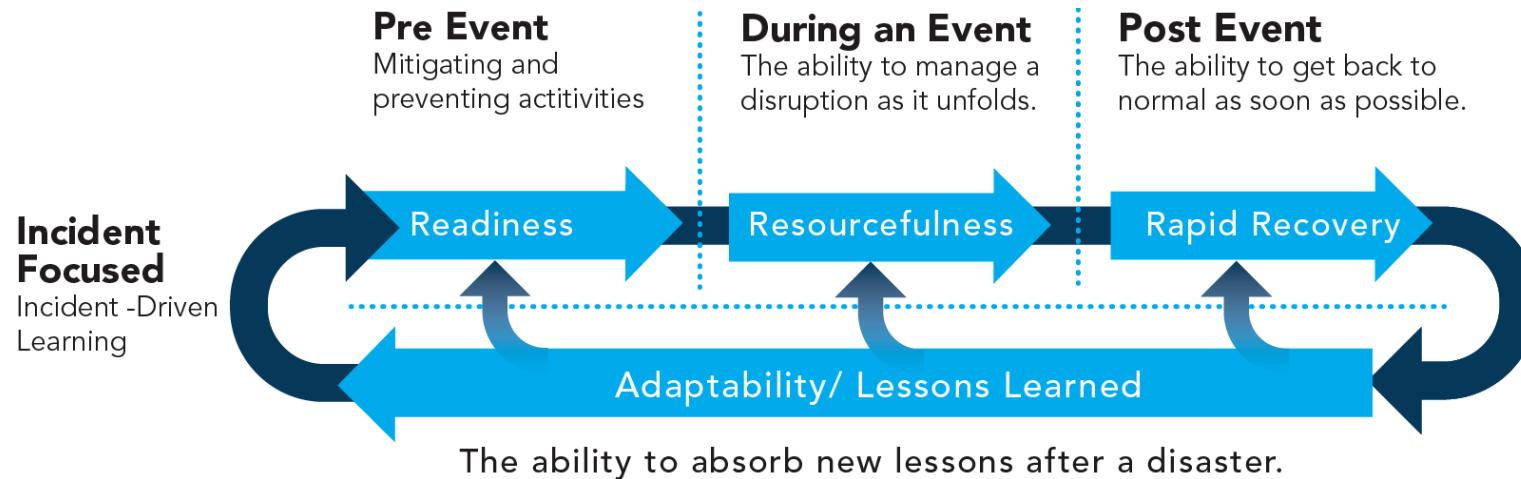 Pre Event
Mitigating and
preventing actitivities
During an Event
The ability to manage a
disruption as it unfolds.
Post Event
The ability to get back to
normal as soon as possible.
Incident
Focused
Incident -Driven
Learning
Readiness
Resourcefulness
Rapid Recovery
Adaptability/ Lessons Learned
The ability to absorb new lessons after a disaster.